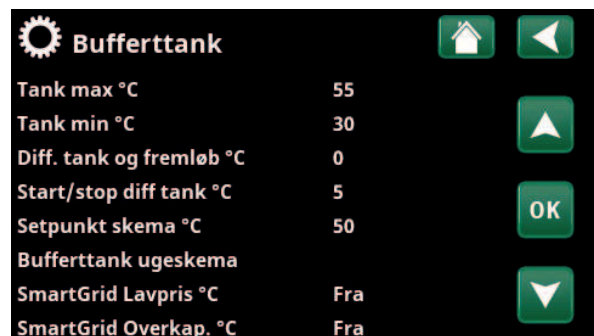 Bufferttank
Tank max °C 55
Tank min °C 30
Diff. tank og fremløb °C 0
Start/stop diff tank °C 5
Setpunkt skema °C 50
OK
Bufferttank ugeskema
SmartGrid Lavpris °C Fra
SmartGrid Overkap. °C Fra